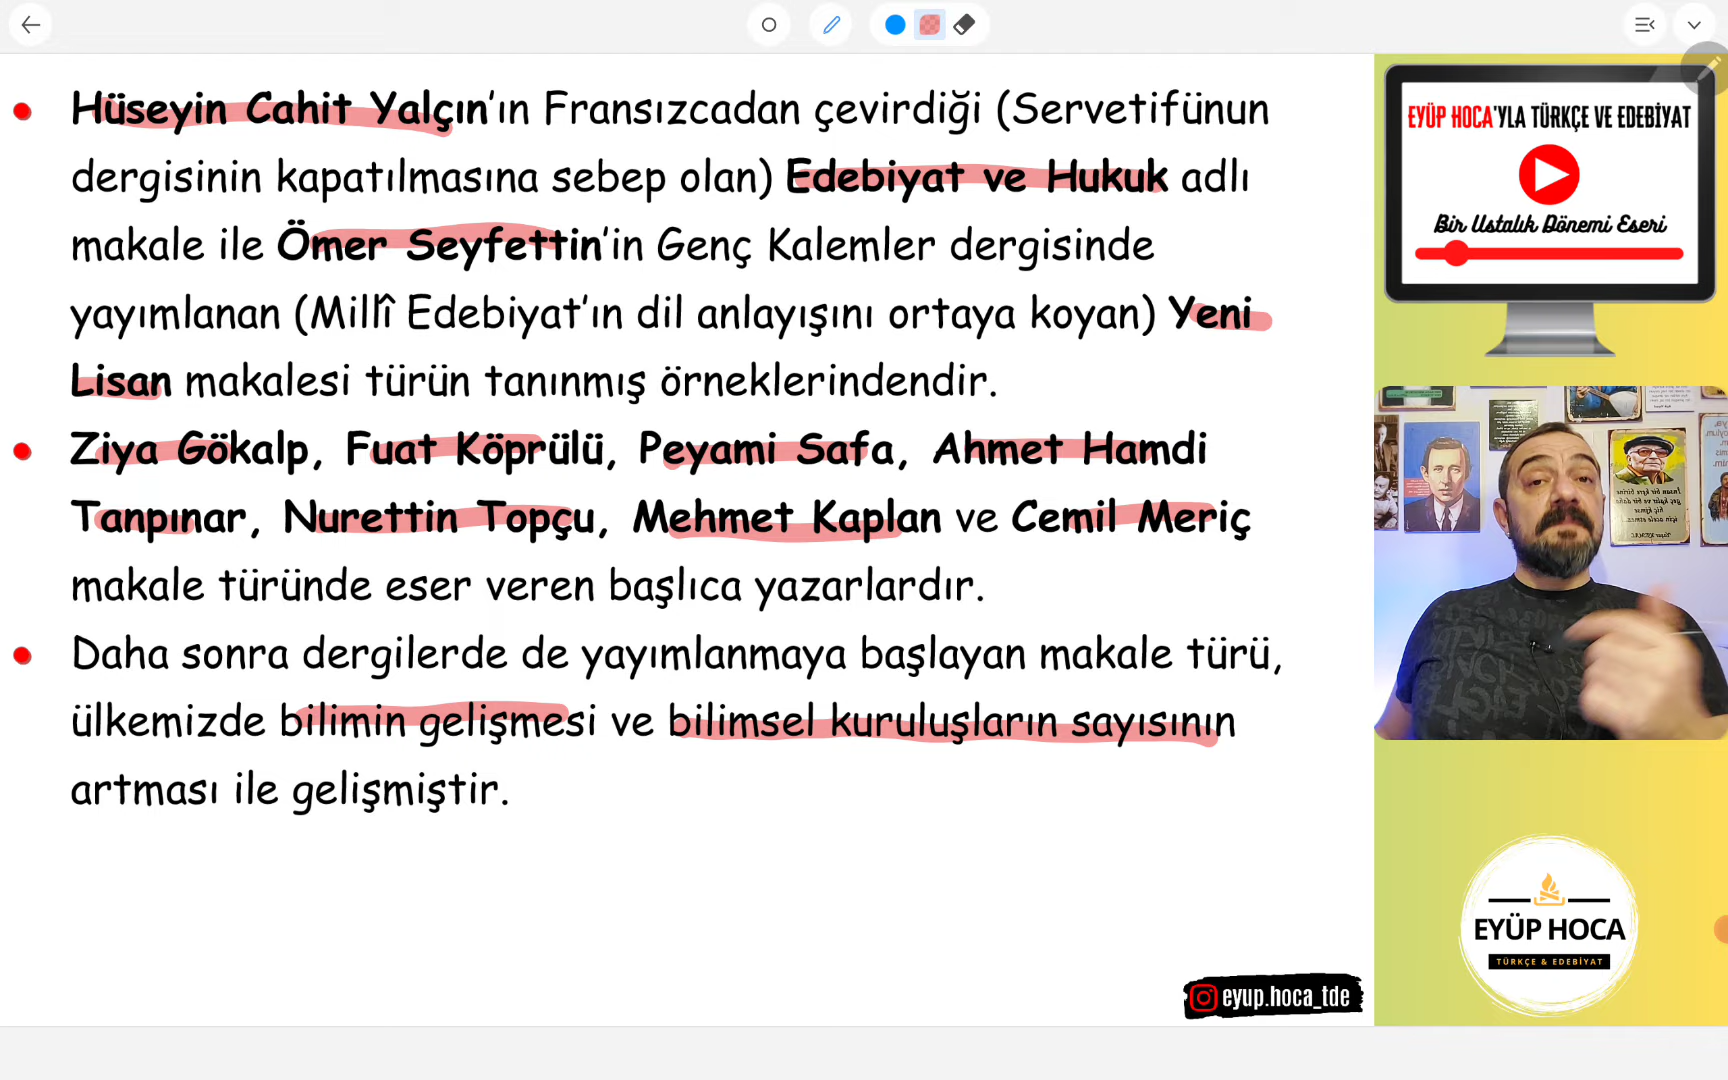 Hüseyin Cahit Yalçın’ın Fransızcadan çevirdiği (Servetifünun
dergisinin kapatılmasına sebep olan) Edebiyat ve Hukuk adlı
makale ile Ömer Seyfettin’in Genç Kalemler dergisinde
yayımlanan (Millî Edebiyat’ın dil anlayışını ortaya koyan) Yeni
Lisan makalesi türün tanınmış örneklerindendir.
Ziya Gökalp, Fuat Köprülü, Peyami Safa, Ahmet Hamdi
Tanpınar, Nurettin Topçu, Mehmet Kaplan ve Cemil Meriç
makale türünde eser veren başlıca yazarlardır.
Daha sonra dergilerde de yayımlanmaya başlayan makale türü,
ülkemizde bilimin gelişmesi ve bilimsel kuruluşların sayısının
artması ile gelişmiştir.
EYÜP HOCA'YLA TÜRKÇE VE EDEBİYAT
Bir Ustalık Dönemi Eseri
EYÜP HOCA
TÜRKÇE & EDEBİYAT
eyup.hoca_tde